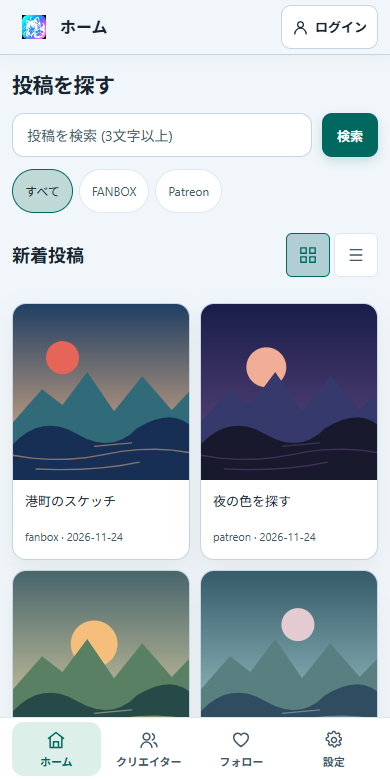 ホーム
ログイン
投稿を探す
投稿を検索 (3文字以上)
検索
すべて
FANBOX
Patreon
新着投稿
港町のスケッチ
fanbox · 2026-11-24
夜の色を探す
patreon · 2026-11-24
ホーム
クリエイター
フォロー
設定